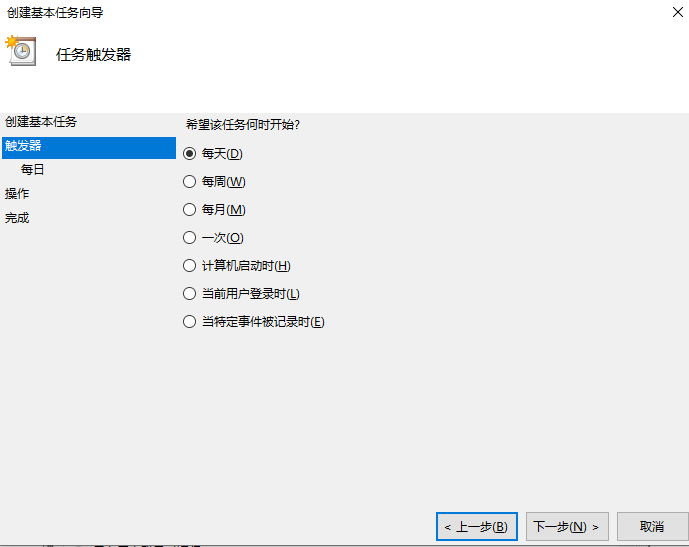 创建基本任务向导
任务触发器
创建基本任务
触发器
每日
操作
完成
希望该任务何时开始?
每天(D)
每周(W)
每月(M)
一次(O)
计算机启动时(H)
当前用户登录时(L)
当特定事件被记录时(E)
< 上一步(B)
下一步(N) >
取消